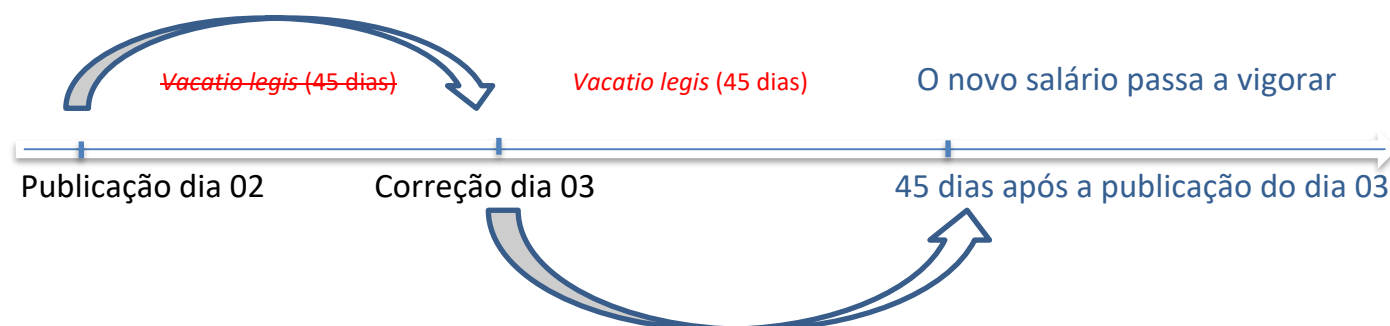 Vacatio legis (45 dias)
Vacatio legis (45 dias)
O novo salário passa a vigorar
Publicação dia 02
Correção dia 03
45 dias após a publicação do dia 03